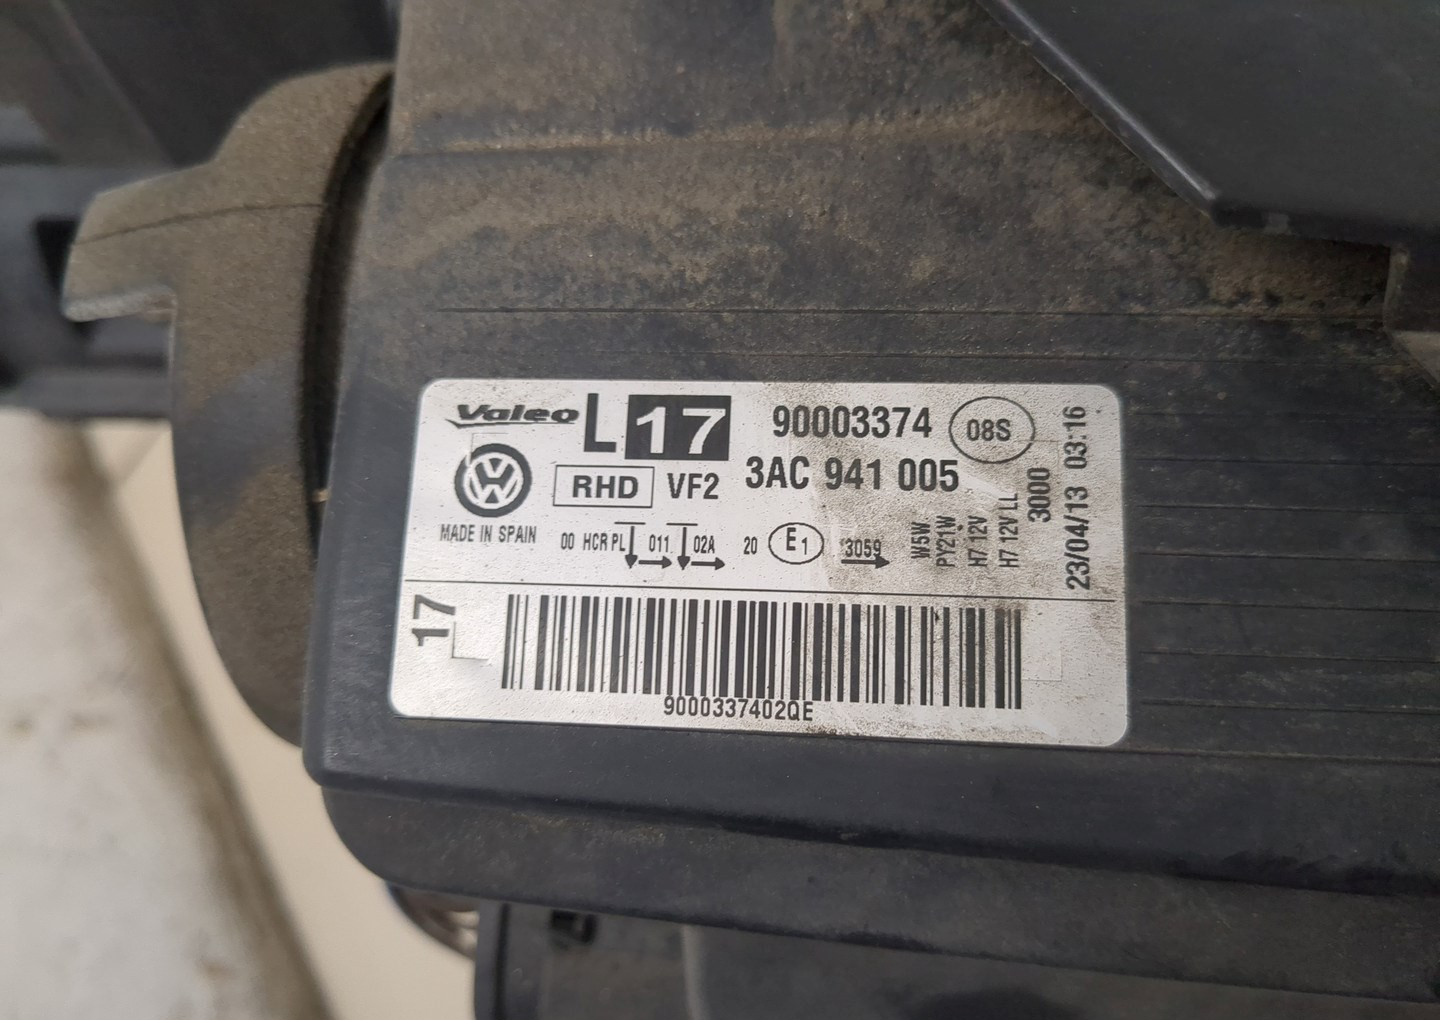 Valeo L 17 90003374 08S
RHD VF2 3AC 941 005
MADE IN SPAIN
00 HCR PL 011 02A 20 E1 3059
W5W
PY21W
H7 12V
H7 12V LL
3000
23/04/13 03:16
17
9000337402QE